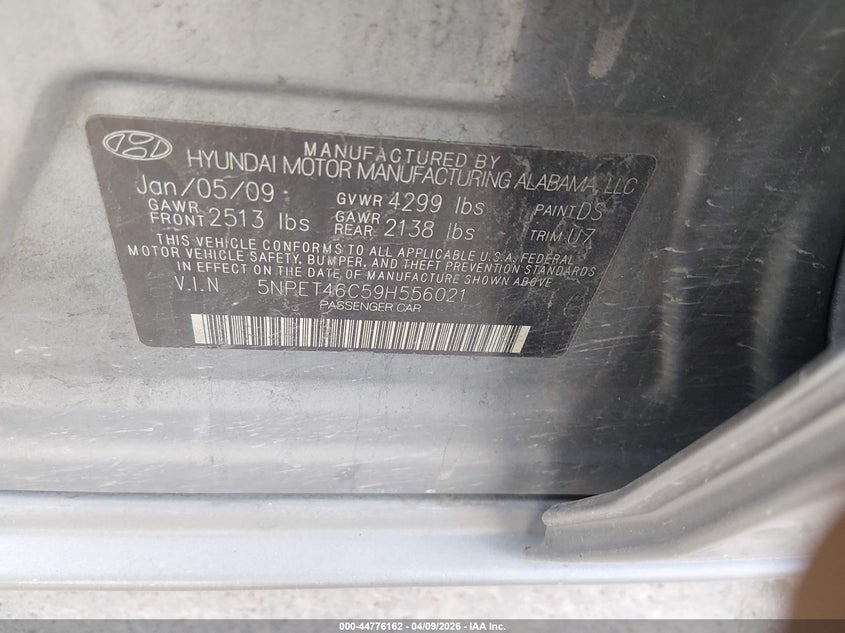 MANUFACTURED BY
HYUNDAI MOTOR MANUFACTURING ALABAMA, LLC
Jan/05/09 GVWR 4299 lbs PAINT DS
GAWR FRONT 2513 lbs GAWR REAR 2138 lbs TRIM U7
THIS VEHICLE CONFORMS TO ALL APPLICABLE U.S.A. FEDERAL
MOTOR VEHICLE SAFETY, BUMPER, AND THEFT PREVENTION STANDARDS
IN EFFECT ON THE DATE OF MANUFACTURE SHOWN ABOVE.
V.I.N 5NPET46C59H556021
PASSENGER CAR
000-44776162 | 04/09/2026 | IAA Inc.